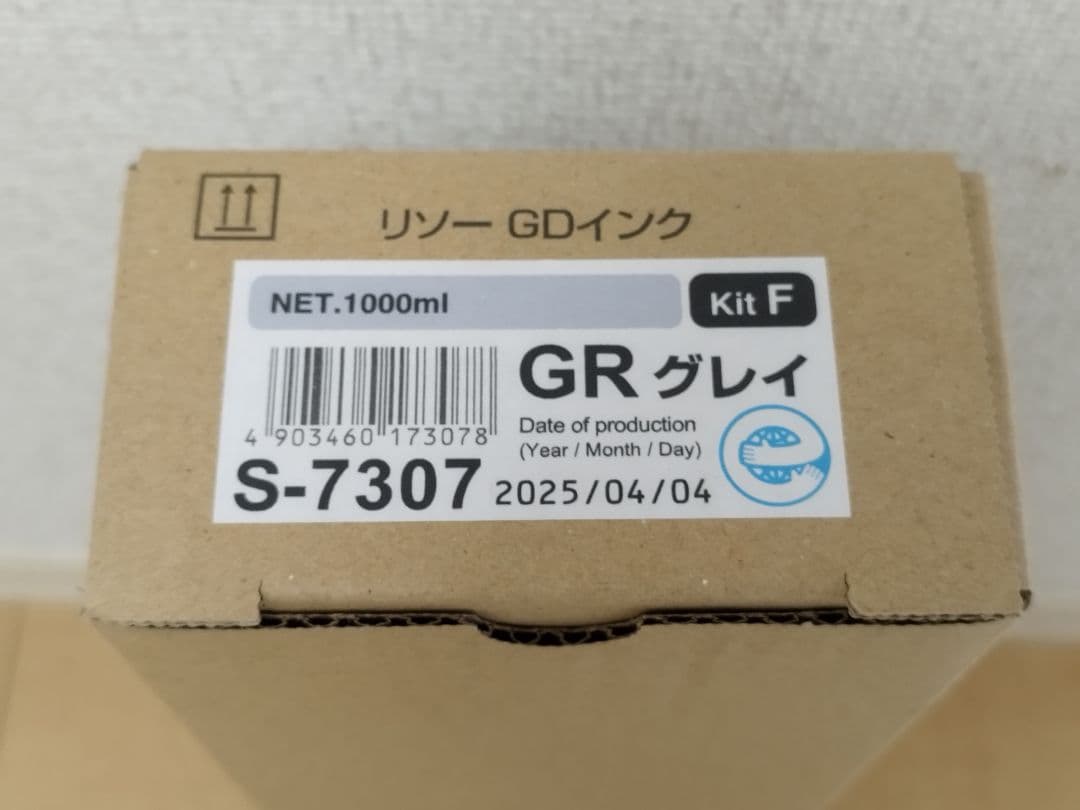 リソー GDインク
NET.1000ml
Kit F
GR グレイ
4 903460 173078
Date of production
(Year / Month / Day)
S-7307 2025/04/04